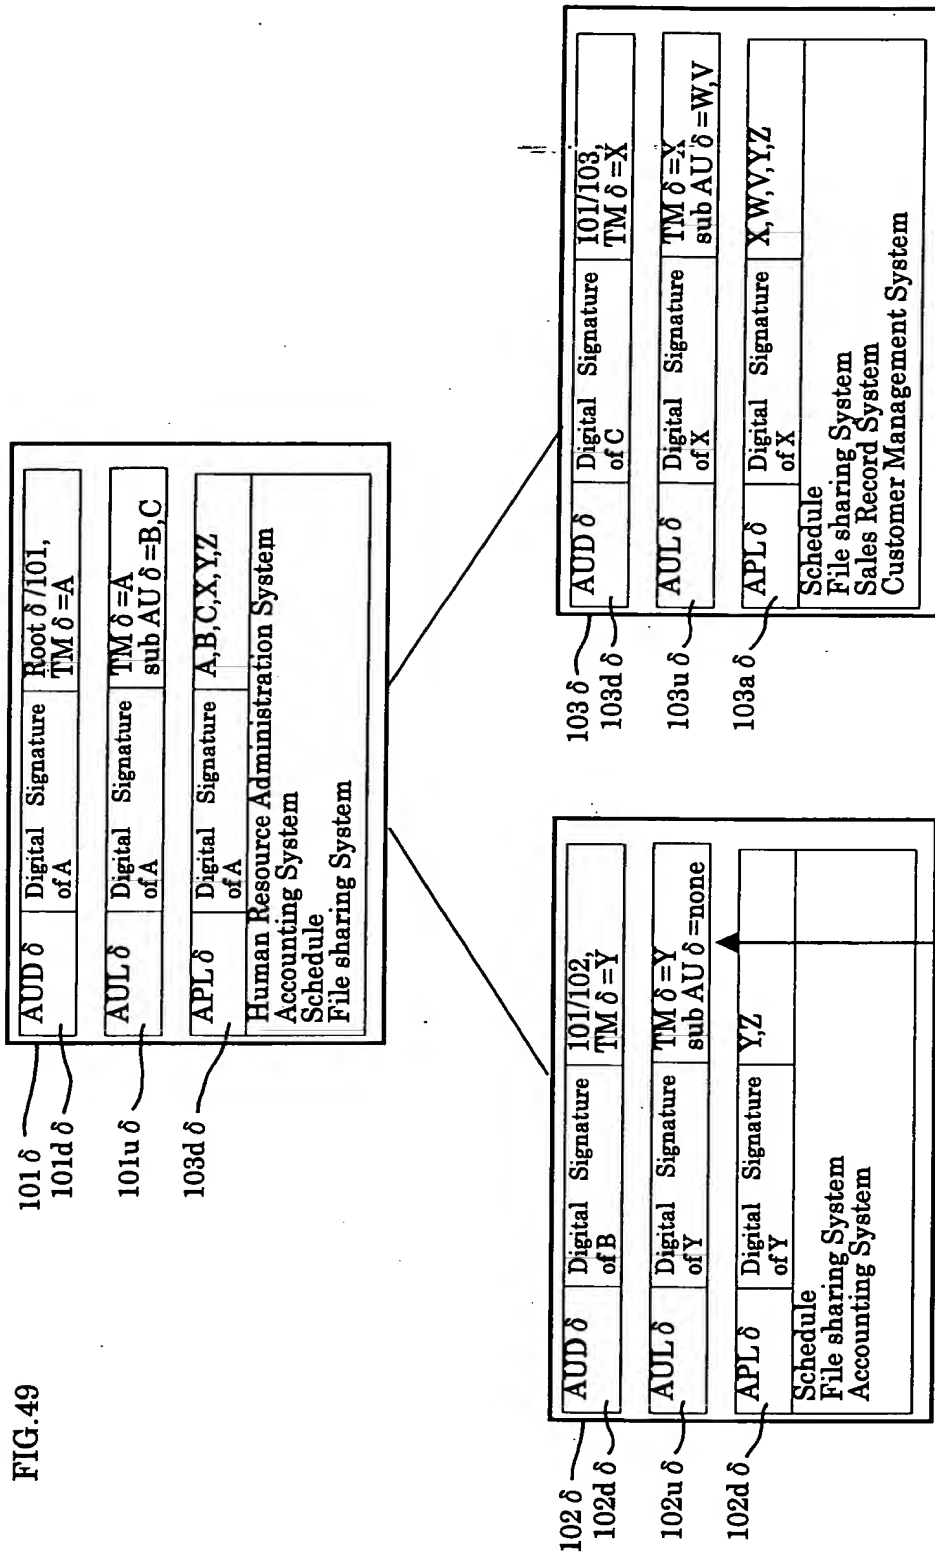 FIG.49
101 δ
101d δ
101u δ
103d δ
AUD δ
Digital Signature
of A
Root δ /101,
TM δ =A
AUL δ
Digital Signature
of A
TM δ =A
sub AU δ =B,C
APL δ
Digital Signature
of A
A,B,C,X,Y,Z
Human Resource Administration System
Accounting System
Schedule
File sharing System
102 δ
102d δ
102u δ
102d δ
AUD δ
Digital Signature
of B
101/102,
TM δ =Y
AUL δ
Digital Signature
of Y
TM δ =Y
sub AU δ =none
APL δ
Digital Signature
of Y
Y,Z
Schedule
File sharing System
Accounting System
103 δ
103d δ
103u δ
103a δ
AUD δ
Digital Signature
of C
101/103,
TM δ =X
AUL δ
Digital Signature
of X
TM δ =X
sub AU δ =W,V
APL δ
Digital Signature
of X
X,W,V,Y,Z
Schedule
File sharing System
Sales Record System
Customer Management System